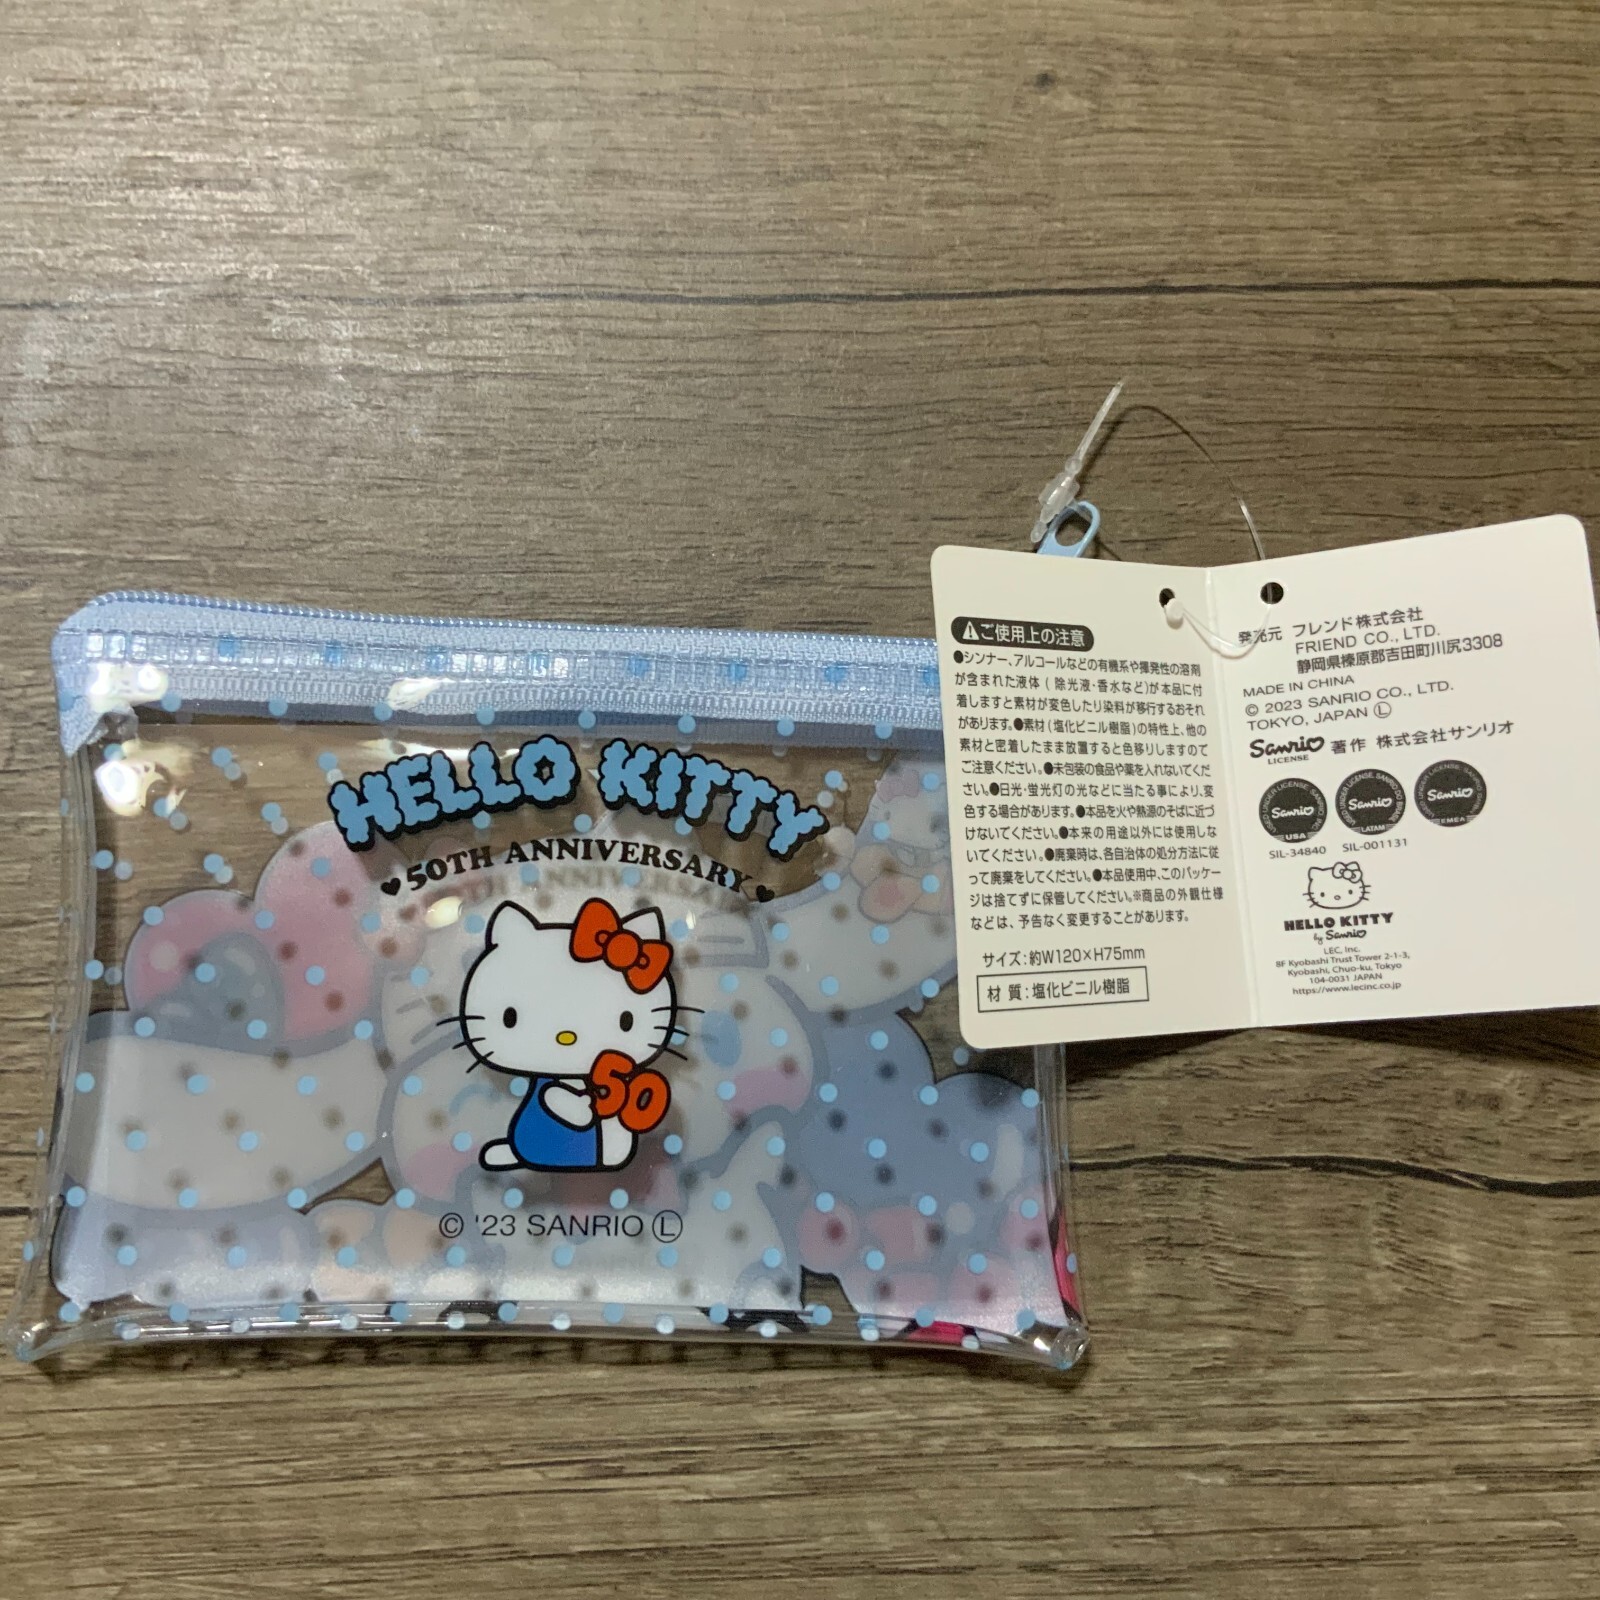 HELLO KITTY
50TH ANNIVERSARY
50
© '23 SANRIO Ⓛ
ご使用上の注意
●シンナー、アルコールなどの有機系や揮発性の溶剤
が含まれた液体(除光液・香水など)が本品に付
着しますと素材が変色したり染料が移行するおそれ
があります。●素材(塩化ビニル樹脂)の特性上、他の
素材と密着したまま放置すると色移りしますのでご
注意ください。●未包装の食品や薬を入れないでくだ
さい。●日光・蛍光灯の光などに当たる事により、変
色する場合があります。●本品を火や熱源のそばに近づ
けないでください。●本来の用途以外には使用しな
いでください。●廃棄時は、各自治体の処分方法に従
って廃棄をしてください。●本品使用中、このパッケー
ジは捨てずに保管してください。※商品の外観仕様
などは、予告なく変更することがあります。
サイズ:約W120×H75mm
材 質:塩化ビニル樹脂
発売元 フレンド株式会社
FRIEND CO., LTD.
静岡県榛原郡吉田町川尻3308
MADE IN CHINA
© 2023 SANRIO CO., LTD.
TOKYO, JAPAN Ⓛ
Sanrio 著作 株式会社サンリオ
LICENSE
Sanrio Sanrio Sanrio
USA LATAM EMEA
SIL-34840 SIL-001131
HELLO KITTY
by Sanrio
LEC, Inc.
8F Kyobashi Trust Tower 2-1-3,
Kyobashi, Chuo-ku, Tokyo
104-0031 JAPAN
https://www.lecinc.co.jp